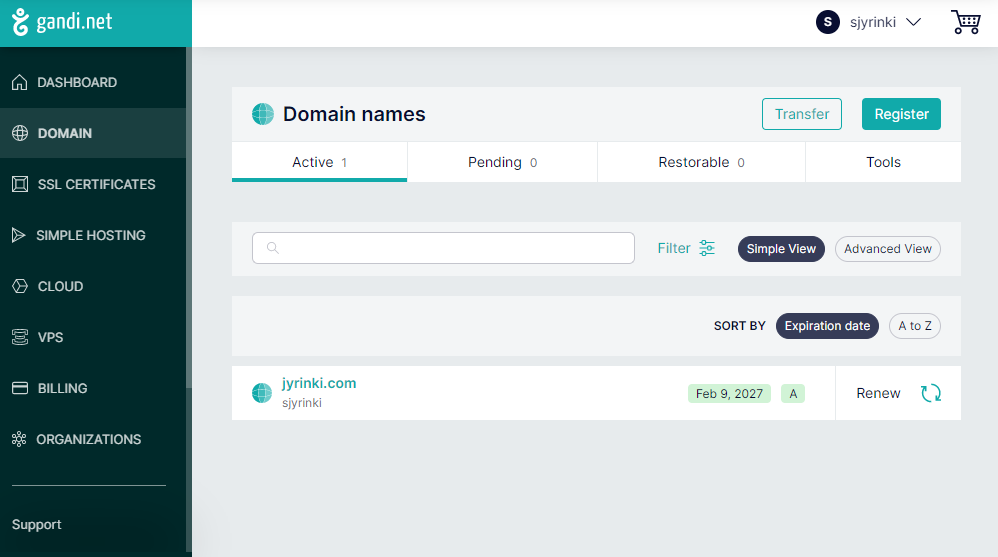 gandi.net
S sjyrinki
DASHBOARD
DOMAIN
SSL CERTIFICATES
SIMPLE HOSTING
CLOUD
VPS
BILLING
ORGANIZATIONS
Support
Domain names
Transfer
Register
Active 1
Pending 0
Restorable 0
Tools
Filter
Simple View
Advanced View
SORT BY
Expiration date
A to Z
jyrinki.com
sjyrinki
Feb 9, 2027
A
Renew